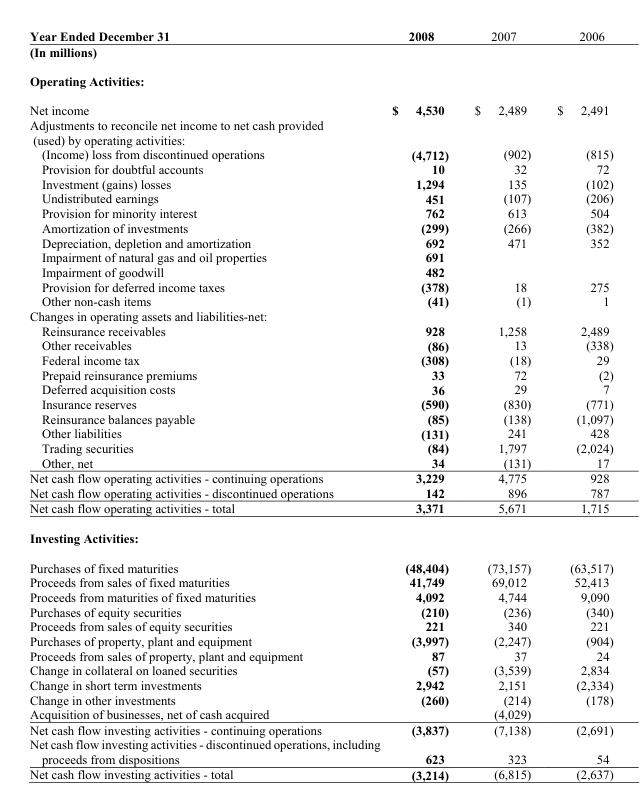 Year Ended December 31 2008 2007 2006
(In millions)
Operating Activities:
Net income $ 4,530 $ 2,489 $ 2,491
Adjustments to reconcile net income to net cash provided
(used) by operating activities:
(Income) loss from discontinued operations (4,712) (902) (815)
Provision for doubtful accounts 10 32 72
Investment (gains) losses 1,294 135 (102)
Undistributed earnings 451 (107) (206)
Provision for minority interest 762 613 504
Amortization of investments (299) (266) (382)
Depreciation, depletion and amortization 692 471 352
Impairment of natural gas and oil properties 691
Impairment of goodwill 482
Provision for deferred income taxes (378) 18 275
Other non-cash items (41) (1) 1
Changes in operating assets and liabilities-net:
Reinsurance receivables 928 1,258 2,489
Other receivables (86) 13 (338)
Federal income tax (308) (18) 29
Prepaid reinsurance premiums 33 72 (2)
Deferred acquisition costs 36 29 7
Insurance reserves (590) (830) (771)
Reinsurance balances payable (85) (138) (1,097)
Other liabilities (131) 241 428
Trading securities (84) 1,797 (2,024)
Other, net 34 (131) 17
Net cash flow operating activities - continuing operations 3,229 4,775 928
Net cash flow operating activities - discontinued operations 142 896 787
Net cash flow operating activities - total 3,371 5,671 1,715
Investing Activities:
Purchases of fixed maturities (48,404) (73,157) (63,517)
Proceeds from sales of fixed maturities 41,749 69,012 52,413
Proceeds from maturities of fixed maturities 4,092 4,744 9,090
Purchases of equity securities (210) (236) (340)
Proceeds from sales of equity securities 221 340 221
Purchases of property, plant and equipment (3,997) (2,247) (904)
Proceeds from sales of property, plant and equipment 87 37 24
Change in collateral on loaned securities (57) (3,539) 2,834
Change in short term investments 2,942 2,151 (2,334)
Change in other investments (260) (214) (178)
Acquisition of businesses, net of cash acquired (4,029)
Net cash flow investing activities - continuing operations (3,837) (7,138) (2,691)
Net cash flow investing activities - discontinued operations, including
proceeds from dispositions 623 323 54
Net cash flow investing activities - total (3,214) (6,815) (2,637)